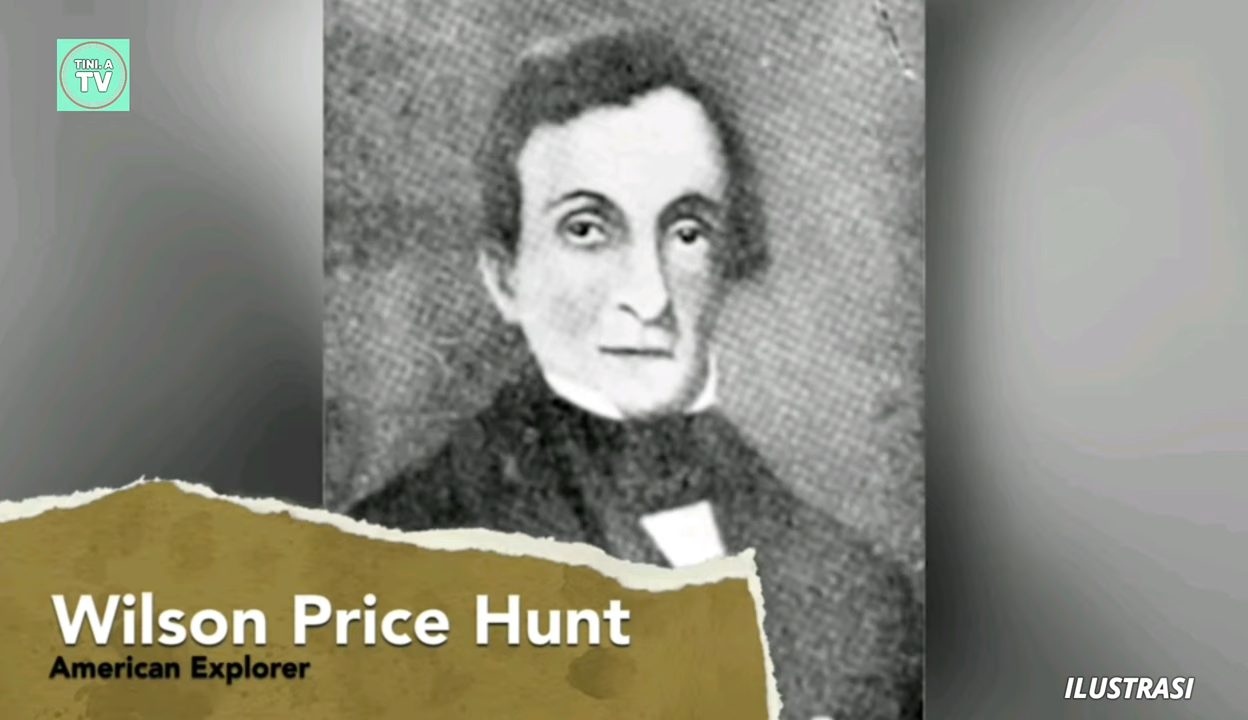 TINI. A
TV
Wilson Price Hunt
American Explorer
ILUSTRASI